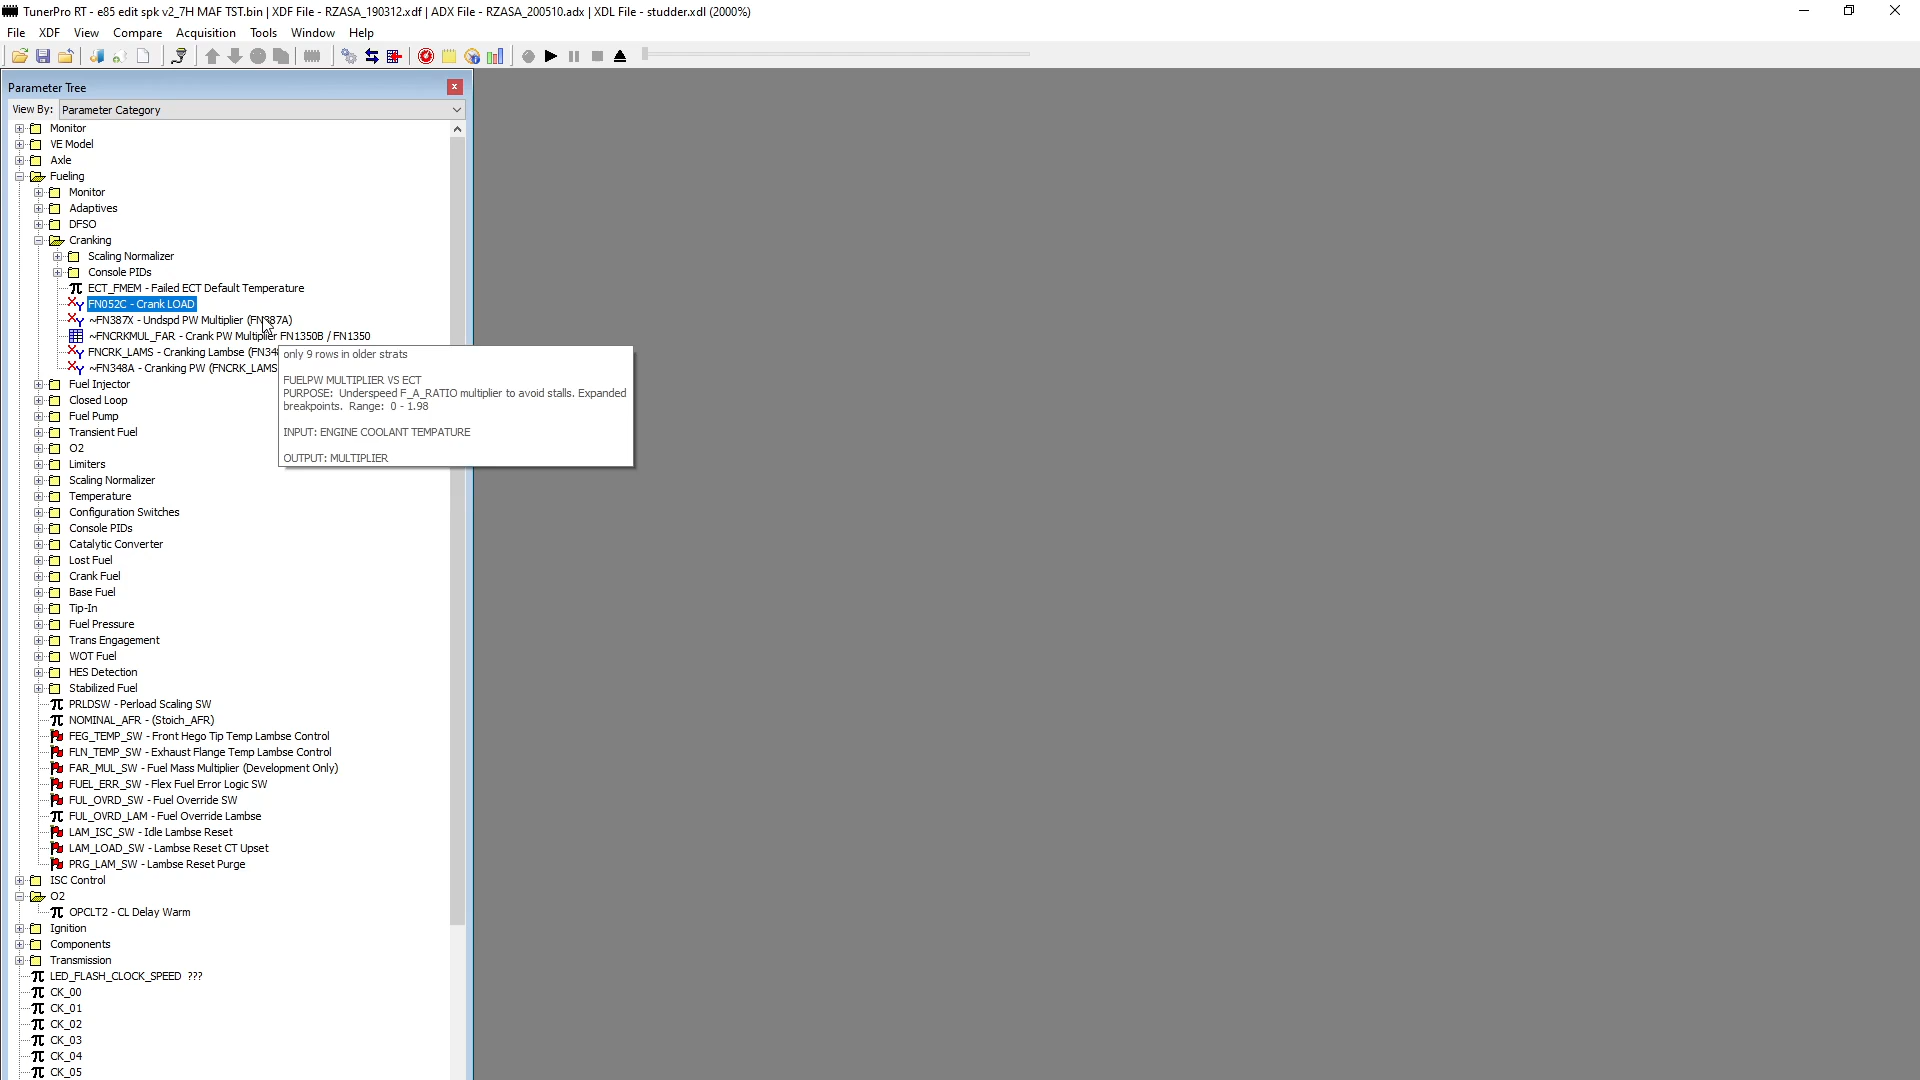 TunerPro RT - e85 edit spk v2_7H MAF TST.bin | XDF File - RZASA_190312.xdf | ADX File - RZASA_200510.adx | XDL File - studder.xdl (2000%)
File XDF View Compare Acquisition Tools Window Help
Parameter Tree
View By: Parameter Category
Monitor
VE Model
Axle
Fueling
Monitor
Adaptives
DFSO
Cranking
Scaling Normalizer
Console PIDs
ECT_FMEM - Failed ECT Default Temperature
FN052C - Crank LOAD
~FN387X - Undspd PW Multiplier (FN387A)
~FNCRKMUL_FAR - Crank PW Multiplier FN1350B / FN1350
FNCRK_LAMS - Cranking Lambse (FN348
~FN348A - Cranking PW (FNCRK_LAMS
only 9 rows in older strats
FUELPW MULTIPLIER VS ECT
PURPOSE: Underspeed F_A_RATIO multiplier to avoid stalls. Expanded
breakpoints. Range: 0 - 1.98
INPUT: ENGINE COOLANT TEMPATURE
OUTPUT: MULTIPLIER
Fuel Injector
Closed Loop
Fuel Pump
Transient Fuel
O2
Limiters
Scaling Normalizer
Temperature
Configuration Switches
Console PIDs
Catalytic Converter
Lost Fuel
Crank Fuel
Base Fuel
Tip-In
Fuel Pressure
Trans Engagement
WOT Fuel
HES Detection
Stabilized Fuel
PRLDSW - Perload Scaling SW
NOMINAL_AFR - (Stoich_AFR)
FEG_TEMP_SW - Front Hego Tip Temp Lambse Control
FLN_TEMP_SW - Exhaust Flange Temp Lambse Control
FAR_MUL_SW - Fuel Mass Multiplier (Development Only)
FUEL_ERR_SW - Flex Fuel Error Logic SW
FUL_OVRD_SW - Fuel Override SW
FUL_OVRD_LAM - Fuel Override Lambse
LAM_ISC_SW - Idle Lambse Reset
LAM_LOAD_SW - Lambse Reset CT Upset
PRG_LAM_SW - Lambse Reset Purge
ISC Control
O2
OPCLT2 - CL Delay Warm
Ignition
Components
Transmission
LED_FLASH_CLOCK_SPEED ???
CK_00
CK_01
CK_02
CK_03
CK_04
CK_05